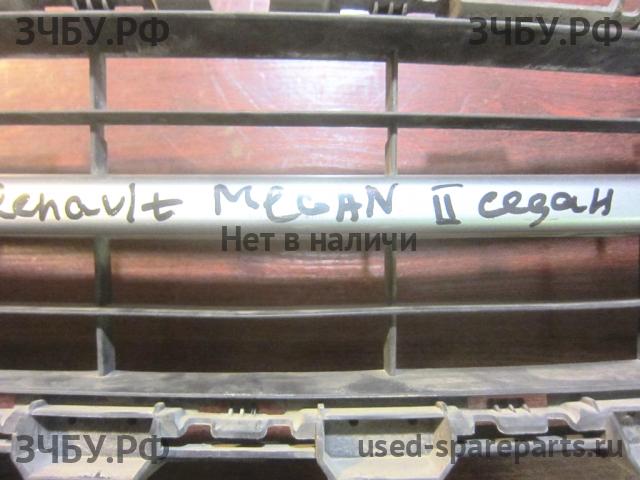 ЗЧБУ.РФ ЗЧБУ.РФ
Renault MEGAN II седан
Нет в наличи
ЗЧБУ.РФ used-spareparts.ru